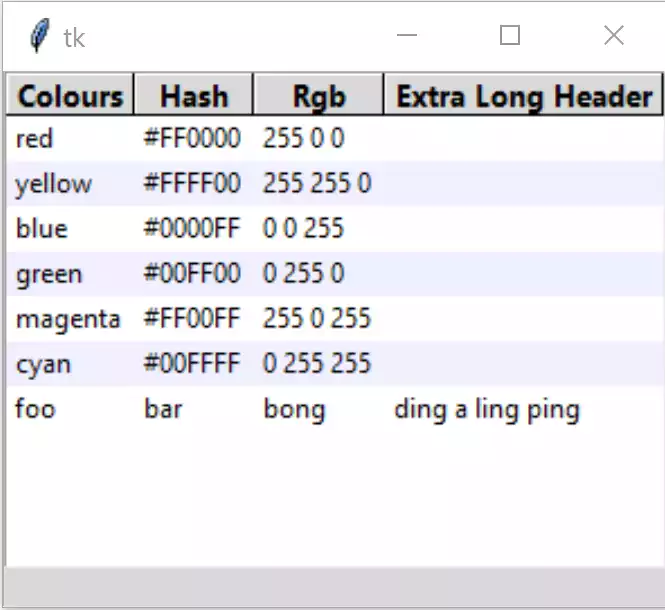 tk
Colours Hash Rgb Extra Long Header
red #FF0000 255 0 0
yellow #FFFF00 255 255 0
blue #0000FF 0 0 255
green #00FF00 0 255 0
magenta #FF00FF 255 0 255
cyan #00FFFF 0 255 255
foo bar bong ding a ling ping